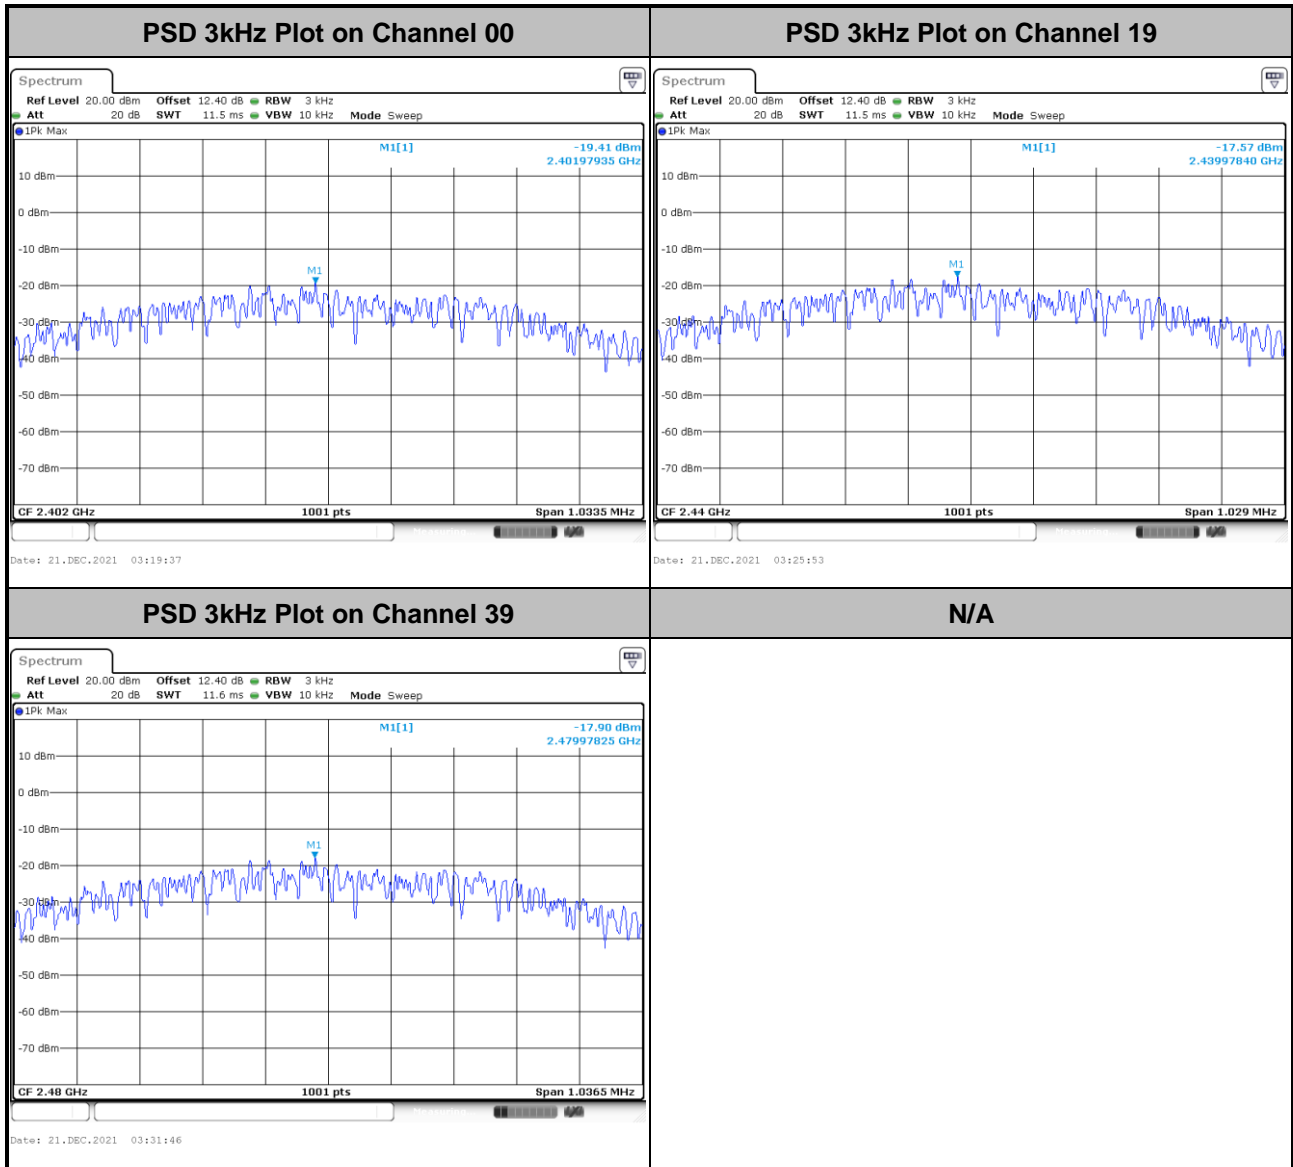 PSD 3kHz Plot on Channel 00
Spectrum
Ref Level 20.00 dBm Offset 12.40 dB RBW 3 kHz
Att 20 dB SWT 11.5 ms VBW 10 kHz Mode Sweep
1Pk Max
M1[1] -19.41 dBm
2.40197935 GHz
10 dBm
0 dBm
-10 dBm
M1
-20 dBm
-30 dBm
-40 dBm
-50 dBm
-60 dBm
-70 dBm
CF 2.402 GHz 1001 pts Span 1.0335 MHz
Measuring...
Date: 21.DEC.2021 03:19:37
PSD 3kHz Plot on Channel 19
Spectrum
Ref Level 20.00 dBm Offset 12.40 dB RBW 3 kHz
Att 20 dB SWT 11.5 ms VBW 10 kHz Mode Sweep
1Pk Max
M1[1] -17.57 dBm
2.43997840 GHz
10 dBm
0 dBm
-10 dBm
M1
-20 dBm
-30 dBm
-40 dBm
-50 dBm
-60 dBm
-70 dBm
CF 2.44 GHz 1001 pts Span 1.029 MHz
Measuring...
Date: 21.DEC.2021 03:25:53
PSD 3kHz Plot on Channel 39
Spectrum
Ref Level 20.00 dBm Offset 12.40 dB RBW 3 kHz
Att 20 dB SWT 11.6 ms VBW 10 kHz Mode Sweep
1Pk Max
M1[1] -17.90 dBm
2.47997825 GHz
10 dBm
0 dBm
-10 dBm
M1
-20 dBm
-30 dBm
-40 dBm
-50 dBm
-60 dBm
-70 dBm
CF 2.48 GHz 1001 pts Span 1.0365 MHz
Measuring...
Date: 21.DEC.2021 03:31:46
N/A